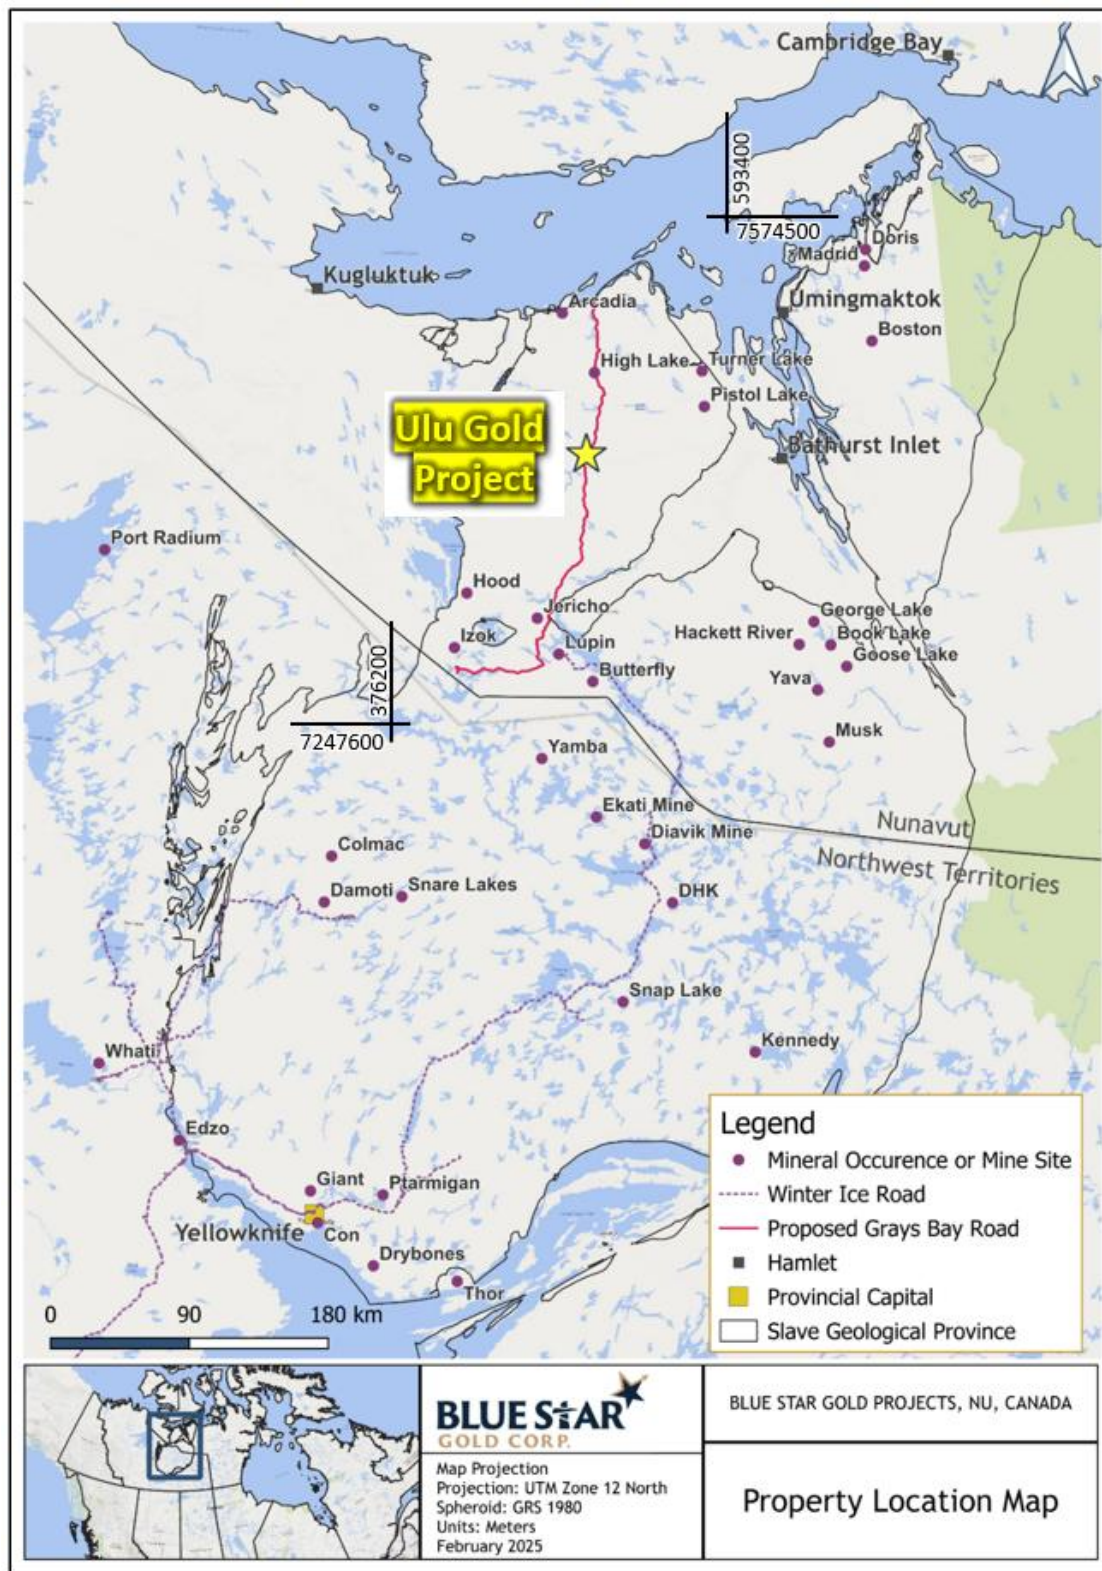 Cambridge Bay
593400
7574500
Doris
Madrid
Kugluktuk
Umingmaktok
Arcadia
Boston
High Lake
Turner Lake
Pistol Lake
Ulu Gold
Project
Bathurst Inlet
Port Radium
Hood
Jericho
George Lake
Hackett River
Book Lake
Izok
Lupin
Goose Lake
376200
Butterfly
Yava
7247600
Musk
Yamba
Ekati Mine
Nunavut
Diavik Mine
Colmac
Northwest Territories
Damoti
Snare Lakes
DHK
Snap Lake
Kennedy
Whati
Edzo
Giant
Ptarmigan
Yellowknife
Con
Drybones
Thor
0 90 180 km
Legend
Mineral Occurence or Mine Site
Winter Ice Road
Proposed Grays Bay Road
Hamlet
Provincial Capital
Slave Geological Province
BLUE STAR
GOLD CORP.
Map Projection
Projection: UTM Zone 12 North
Spheroid: GRS 1980
Units: Meters
February 2025
BLUE STAR GOLD PROJECTS, NU, CANADA
Property Location Map